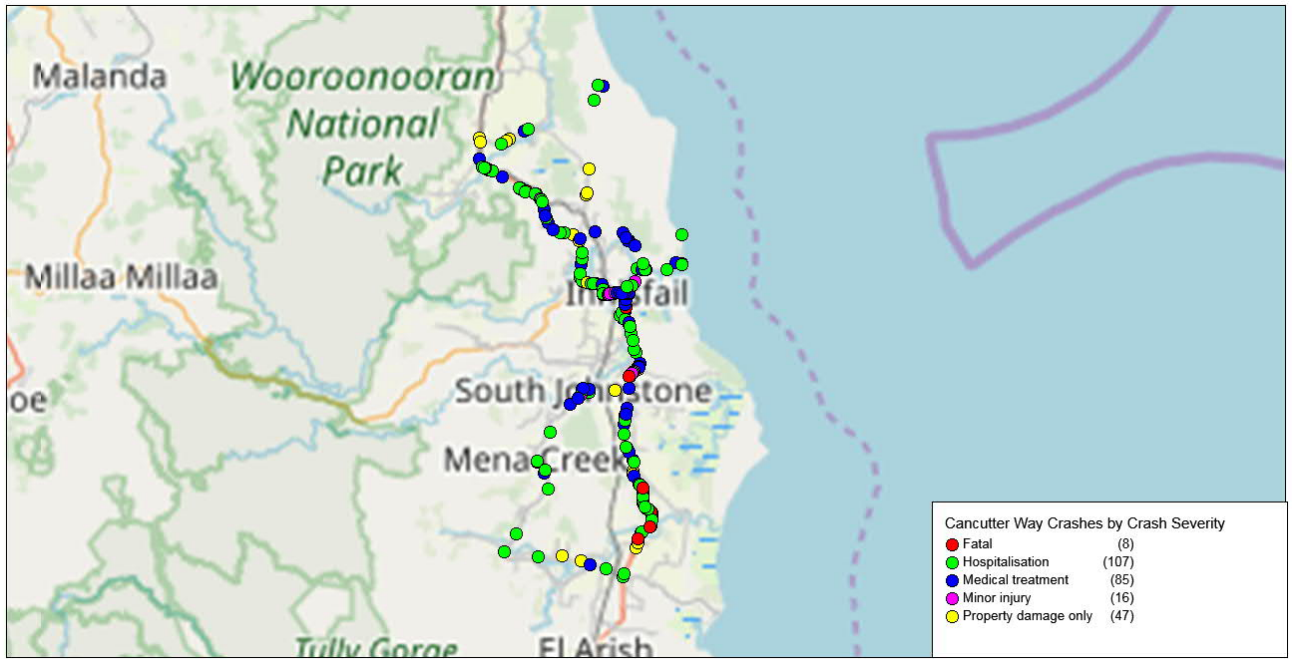 Malanda
Wooroonooran
National
Park
Millaa Millaa
Innisfail
oe
South Johnstone
Mena Creek
Tully Gorge
El Arish
Cancutter Way Crashes by Crash Severity
Fatal (8)
Hospitalisation (107)
Medical treatment (85)
Minor injury (16)
Property damage only (47)